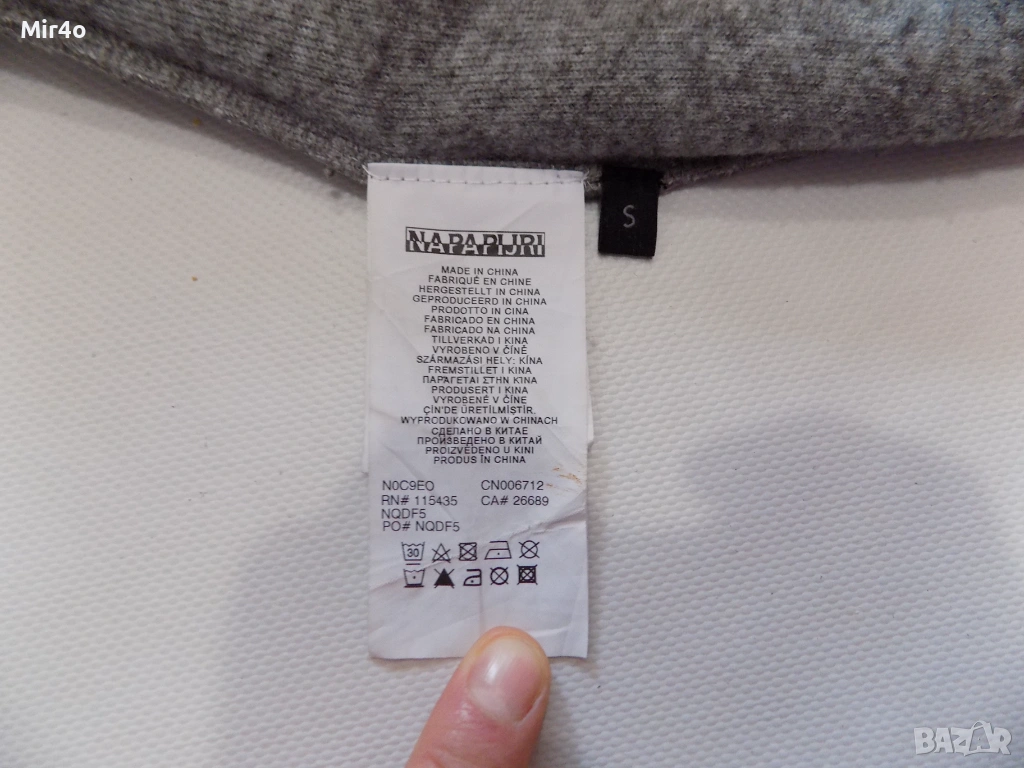 Mir4o
S
NAPAPIJRI
MADE IN CHINA
FABRIQUÉ EN CHINE
HERGESTELLT IN CHINA
GEPRODUCEERD IN CHINA
PRODOTTO IN CINA
FABRICADO EN CHINA
FABRICADO NA CHINA
TILLVERKAD I KINA
VYROBENO V ČÍNĚ
SZÁRMAZÁSI HELY: KÍNA
FREMSTILLET I KINA
ΠΑΡΑΓΕΤΑΙ ΣΤΗΝ ΚΙΝΑ
PRODUSERT I KINA
VYROBENÉ V ČÍNE
ÇİN'DE ÜRETİLMİŞTİR.
WYPRODUKOWANO W CHINACH
СДЕЛАНО В КИТАЕ
ПРОИЗВЕДЕНО В КИТАЙ
PROIZVEDENO U KINI
PRODUS ÎN CHINA
N0C9EO CN006712
RN# 115435 CA# 26689
NQDF5
PO# NQDF5
30
BAZAR